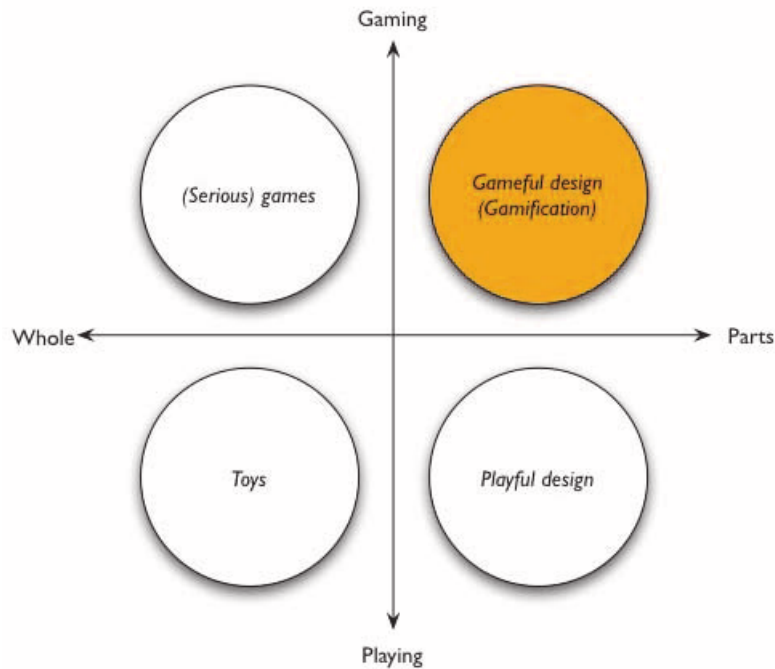 Gaming
(Serious) games
Gameful design
(Gamification)
Whole
Parts
Toys
Playful design
Playing